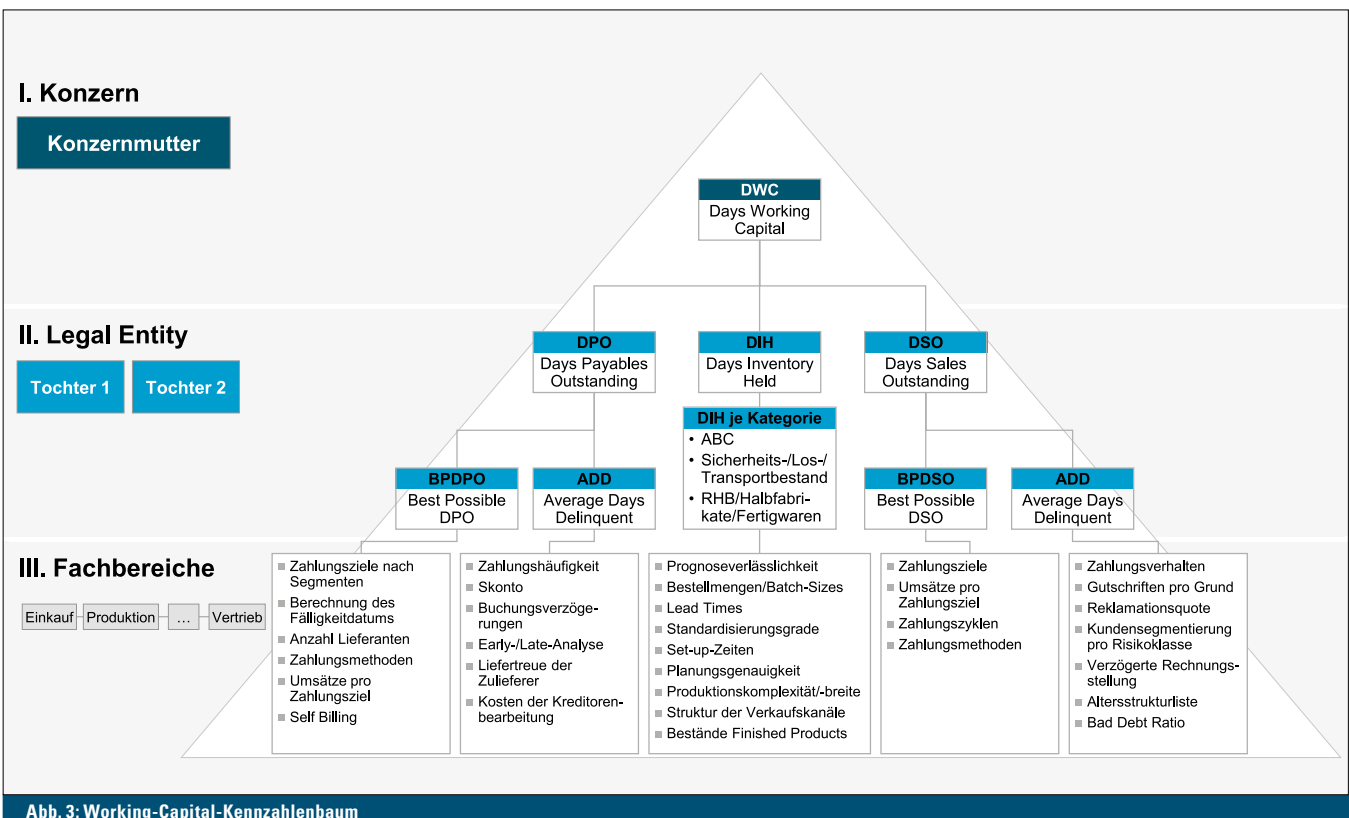 I. Konzern
Konzernmutter
DWC
Days Working
Capital
II. Legal Entity
Tochter 1
Tochter 2
DPO
Days Payables
Outstanding
DIH
Days Inventory
Held
DSO
Days Sales
Outstanding
DIH je Kategorie
• ABC
• Sicherheits-/Los-/
Transportbestand
• RHB/Halbfabri-
kate/Fertigwaren
BPDPO
Best Possible
DPO
ADD
Average Days
Delinquent
BPDSO
Best Possible
DSO
ADD
Average Days
Delinquent
III. Fachbereiche
Einkauf
Produktion
...
Vertrieb
Zahlungsziele nach
Segmenten
Berechnung des
Fälligkeitdatums
Anzahl Lieferanten
Zahlungsmethoden
Umsätze pro
Zahlungsziel
Self Billing
Zahlungshäufigkeit
Skonto
Buchungsverzöge-
rungen
Early-/Late-Analyse
Liefertreue der
Zulieferer
Kosten der Kreditoren-
bearbeitung
Prognoseverlässlichkeit
Bestellmengen/Batch-Sizes
Lead Times
Standardisierungsgrade
Set-up-Zeiten
Planungsgenauigkeit
Produktionskomplexität/-breite
Struktur der Verkaufskanäle
Bestände Finished Products
Zahlungsziele
Umsätze pro
Zahlungsziel
Zahlungszyklen
Zahlungsmethoden
Zahlungsverhalten
Gutschriften pro Grund
Reklamationsquote
Kundensegmentierung
pro Risikoklasse
Verzögerte Rechnungs-
stellung
Altersstrukturliste
Bad Debt Ratio
Abb. 3: Working-Capital-Kennzahlenbaum